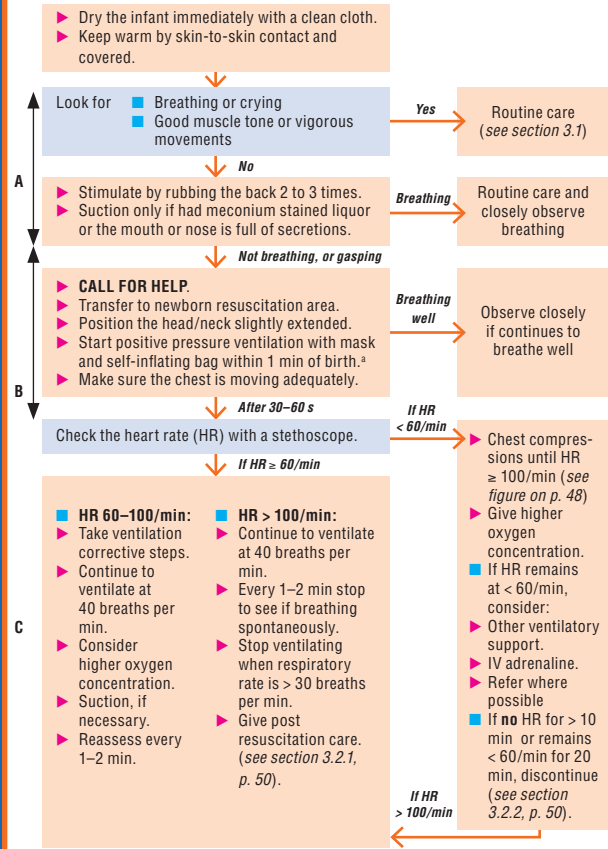 Dry the infant immediately with a clean cloth.
Keep warm by skin-to-skin contact and
covered.
A
Look for
Breathing or crying
Good muscle tone or vigorous
movements
Yes
Routine care
(see section 3.1)
No
Stimulate by rubbing the back 2 to 3 times.
Suction only if had meconium stained liquor
or the mouth or nose is full of secretions.
Breathing
Routine care and
closely observe
breathing
Not breathing, or gasping
B
CALL FOR HELP.
Transfer to newborn resuscitation area.
Position the head/neck slightly extended.
Start positive pressure ventilation with mask
and self-inflating bag within 1 min of birth.ª
Make sure the chest is moving adequately.
Breathing
well
Observe closely
if continues to
breathe well
After 30–60 s
Check the heart rate (HR) with a stethoscope.
If HR
< 60/min
If HR ≥ 60/min
C
HR 60–100/min:
Take ventilation
corrective steps.
Continue to
ventilate at
40 breaths per
min.
Consider
higher oxygen
concentration.
Suction, if
necessary.
Reassess every
1–2 min.
HR > 100/min:
Continue to ventilate
at 40 breaths per
min.
Every 1–2 min stop
to see if breathing
spontaneously.
Stop ventilating
when respiratory
rate is > 30 breaths
per min.
Give post
resuscitation care.
(see section 3.2.1,
p. 50).
Chest compres-
sions until HR
≥ 100/min (see
figure on p. 48)
Give higher
oxygen
concentration.
If HR remains
at < 60/min,
consider:
Other ventilatory
support.
IV adrenaline.
Refer where
possible
If no HR for > 10
min or remains
< 60/min for 20
min, discontinue
(see section
3.2.2, p. 50).
If HR
> 100/min